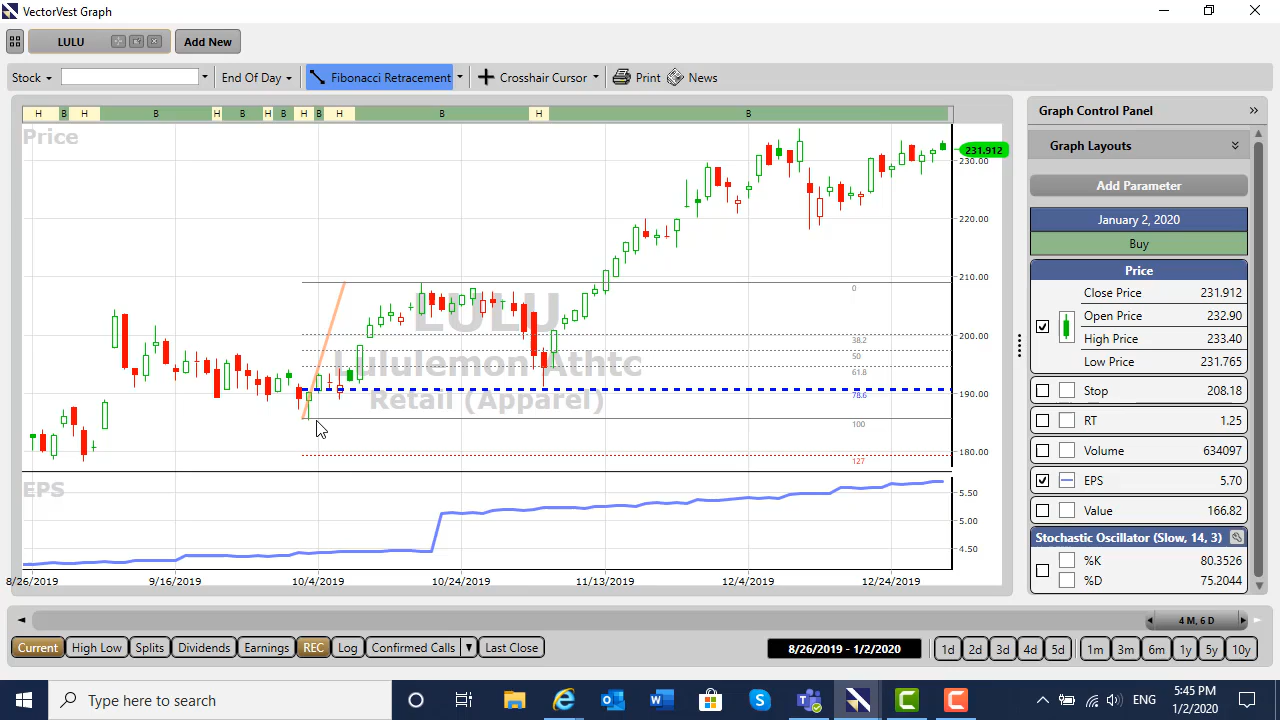 VectorVest Graph
LULU
Add New
Stock
End Of Day
Fibonacci Retracement
Crosshair Cursor
Print
News
H B H B H B H B H B H B H B
Price
231.912
230.00
220.00
210.00
200.00
190.00
180.00
LULU
Lululemon Athtc
Retail (Apparel)
0
38.2
50
61.8
78.6
100
127
EPS
5.50
5.00
4.50
8/26/2019 9/16/2019 10/4/2019 10/24/2019 11/13/2019 12/4/2019 12/24/2019
Graph Control Panel
Graph Layouts
Add Parameter
January 2, 2020
Buy
Price
Close Price 231.912
Open Price 232.90
High Price 233.40
Low Price 231.765
Stop 208.18
RT 1.25
Volume 634097
EPS 5.70
Value 166.82
Stochastic Oscillator (Slow, 14, 3)
%K 80.3526
%D 75.2044
4 M, 6 D
Current High Low Splits Dividends Earnings REC Log Confirmed Calls Last Close
8/26/2019 - 1/2/2020
1d 2d 3d 4d 5d 1m 3m 6m 1y 5y 10y
Type here to search
ENG
5:45 PM
1/2/2020